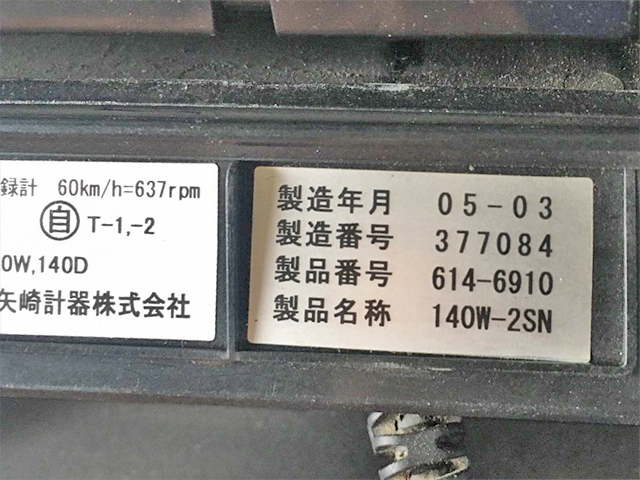 録計 60km/h=637rpm
自 T-1,-2
0W,140D
矢崎計器株式会社
製造年月 05-03
製造番号 377084
製品番号 614-6910
製品名称 140W-2SN